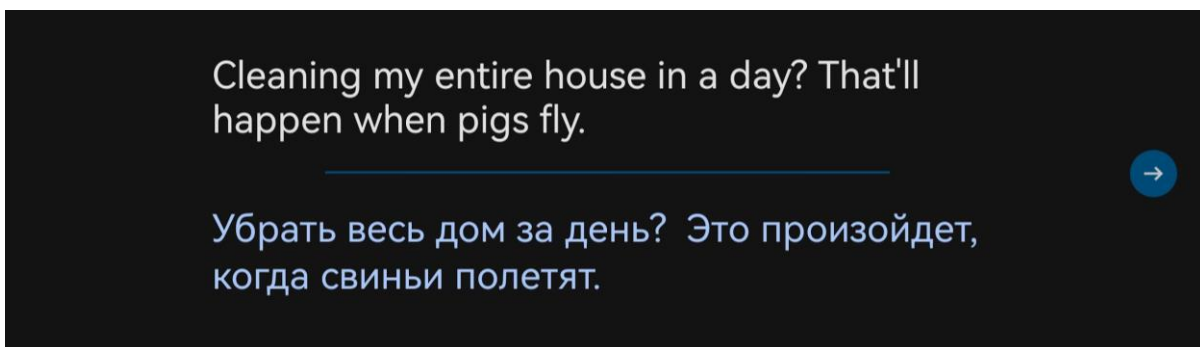 Cleaning my entire house in a day? That'll
happen when pigs fly.
Убрать весь дом за день?  Это произойдет,
когда свиньи полетят.